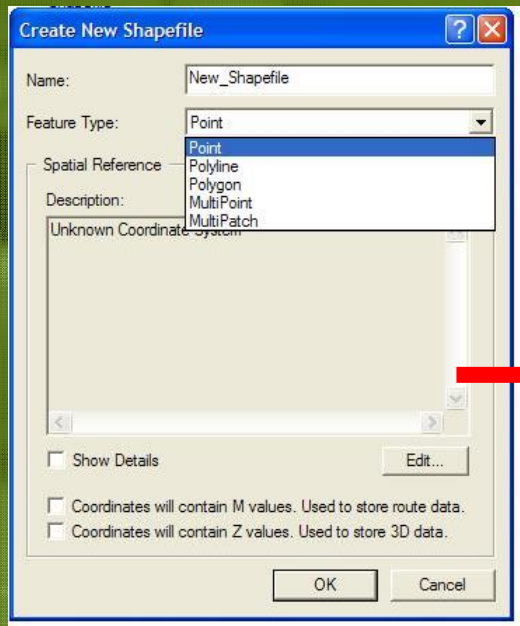 Create New Shapefile
Name: New_Shapefile
Feature Type: Point
Point
Polyline
Polygon
MultiPoint
MultiPatch
Spatial Reference
Description:
Unknown Coordinate System
Show Details
Edit...
Coordinates will contain M values. Used to store route data.
Coordinates will contain Z values. Used to store 3D data.
OK Cancel